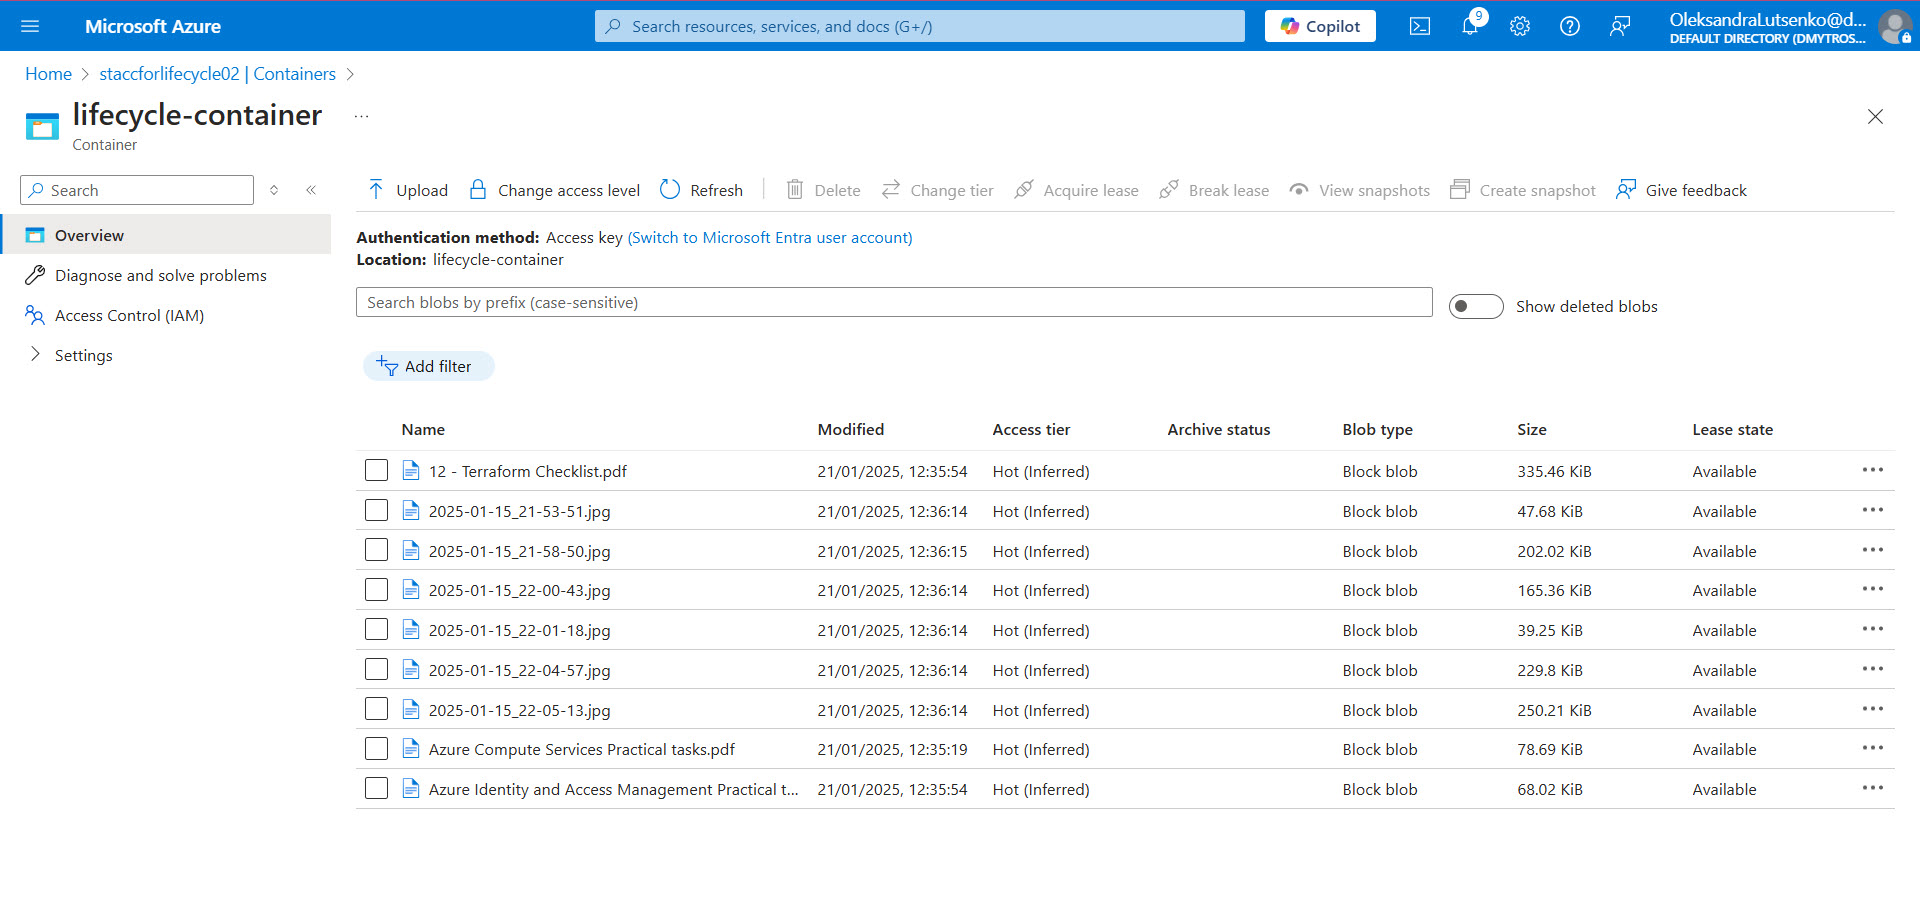 Microsoft Azure
Search resources, services, and docs (G+/)
Copilot
9
OleksandraLutsenko@d...
DEFAULT DIRECTORY (DMYTROS...
Home > staccforlifecycle02 | Containers >
lifecycle-container ...
Container
Search
Upload Change access level Refresh Delete Change tier Acquire lease Break lease View snapshots Create snapshot Give feedback
Overview
Diagnose and solve problems
Access Control (IAM)
Settings
Authentication method: Access key (Switch to Microsoft Entra user account)
Location: lifecycle-container
Search blobs by prefix (case-sensitive)
Show deleted blobs
Add filter
Name Modified Access tier Archive status Blob type Size Lease state
12 - Terraform Checklist.pdf 21/01/2025, 12:35:54 Hot (Inferred) Block blob 335.46 KiB Available
2025-01-15_21-53-51.jpg 21/01/2025, 12:36:14 Hot (Inferred) Block blob 47.68 KiB Available
2025-01-15_21-58-50.jpg 21/01/2025, 12:36:15 Hot (Inferred) Block blob 202.02 KiB Available
2025-01-15_22-00-43.jpg 21/01/2025, 12:36:14 Hot (Inferred) Block blob 165.36 KiB Available
2025-01-15_22-01-18.jpg 21/01/2025, 12:36:14 Hot (Inferred) Block blob 39.25 KiB Available
2025-01-15_22-04-57.jpg 21/01/2025, 12:36:14 Hot (Inferred) Block blob 229.8 KiB Available
2025-01-15_22-05-13.jpg 21/01/2025, 12:36:14 Hot (Inferred) Block blob 250.21 KiB Available
Azure Compute Services Practical tasks.pdf 21/01/2025, 12:35:19 Hot (Inferred) Block blob 78.69 KiB Available
Azure Identity and Access Management Practical t... 21/01/2025, 12:35:54 Hot (Inferred) Block blob 68.02 KiB Available